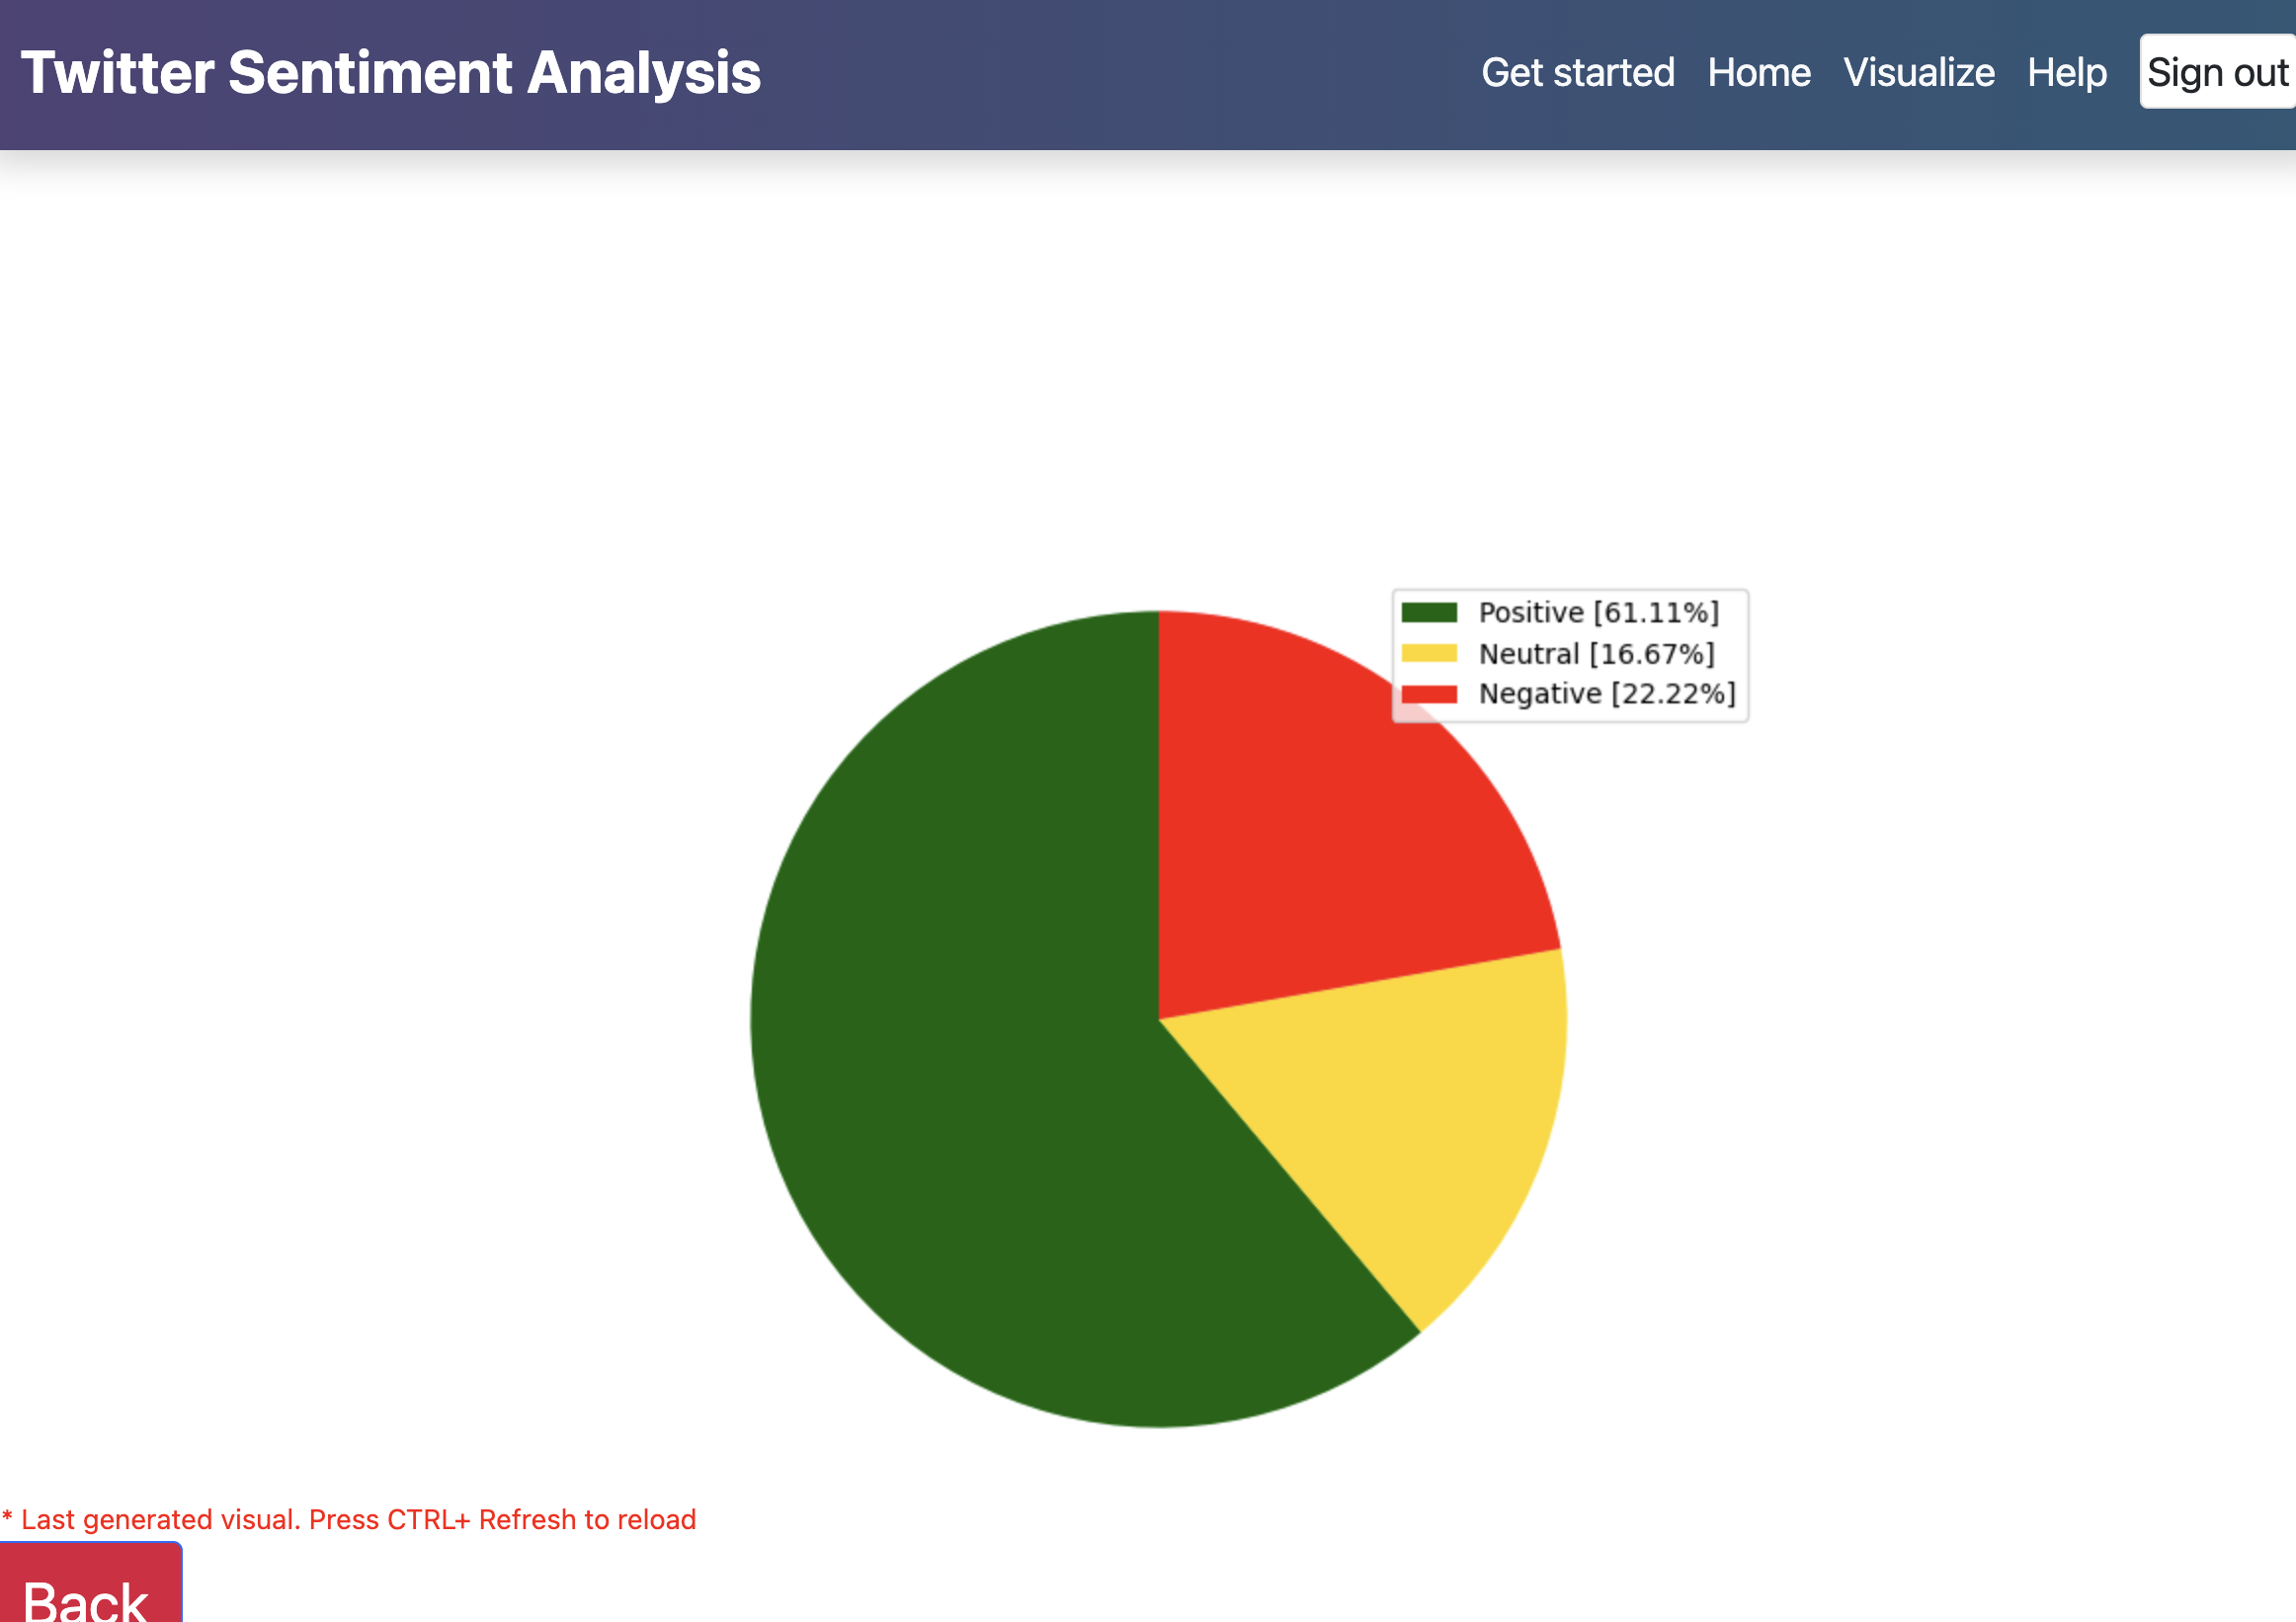 Twitter Sentiment Analysis
Get started Home Visualize Help Sign out
Positive [61.11%]
Neutral [16.67%]
Negative [22.22%]
* Last generated visual. Press CTRL+ Refresh to reload
Back